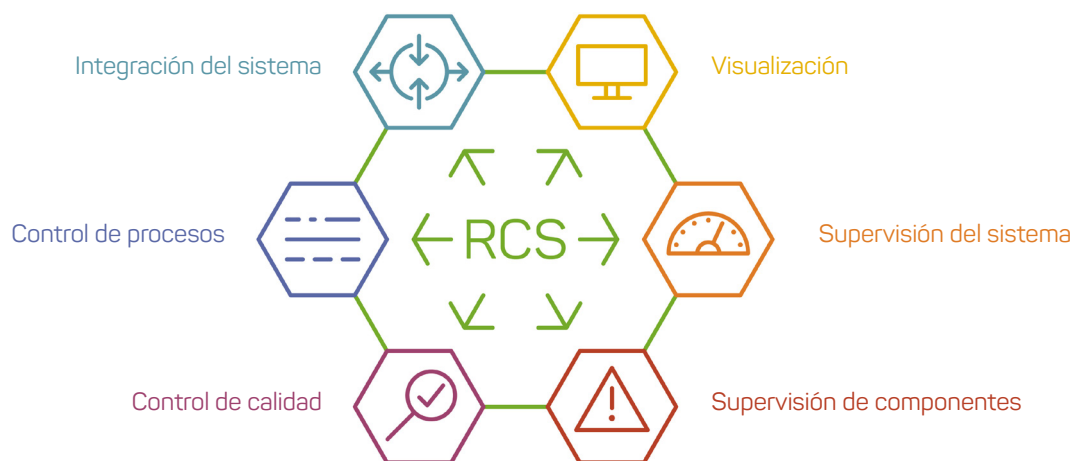 Integración del sistema
Visualización
Control de procesos
RCS
Supervisión del sistema
Control de calidad
Supervisión de componentes